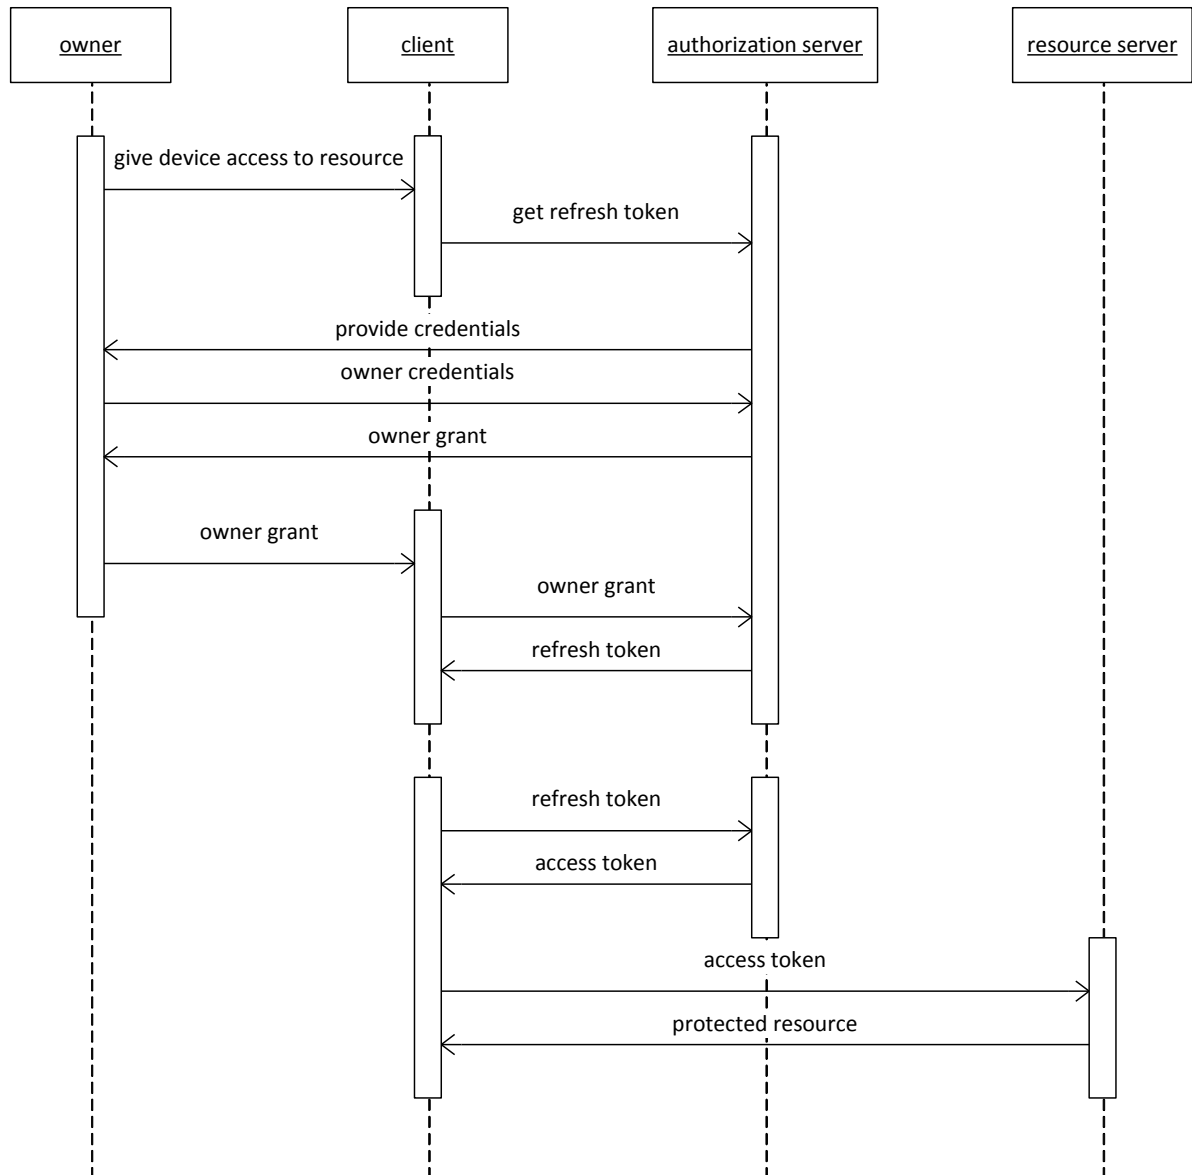 owner
client
authorization server
resource server
give device access to resource
get refresh token
provide credentials
owner credentials
owner grant
owner grant
owner grant
refresh token
refresh token
access token
access token
protected resource